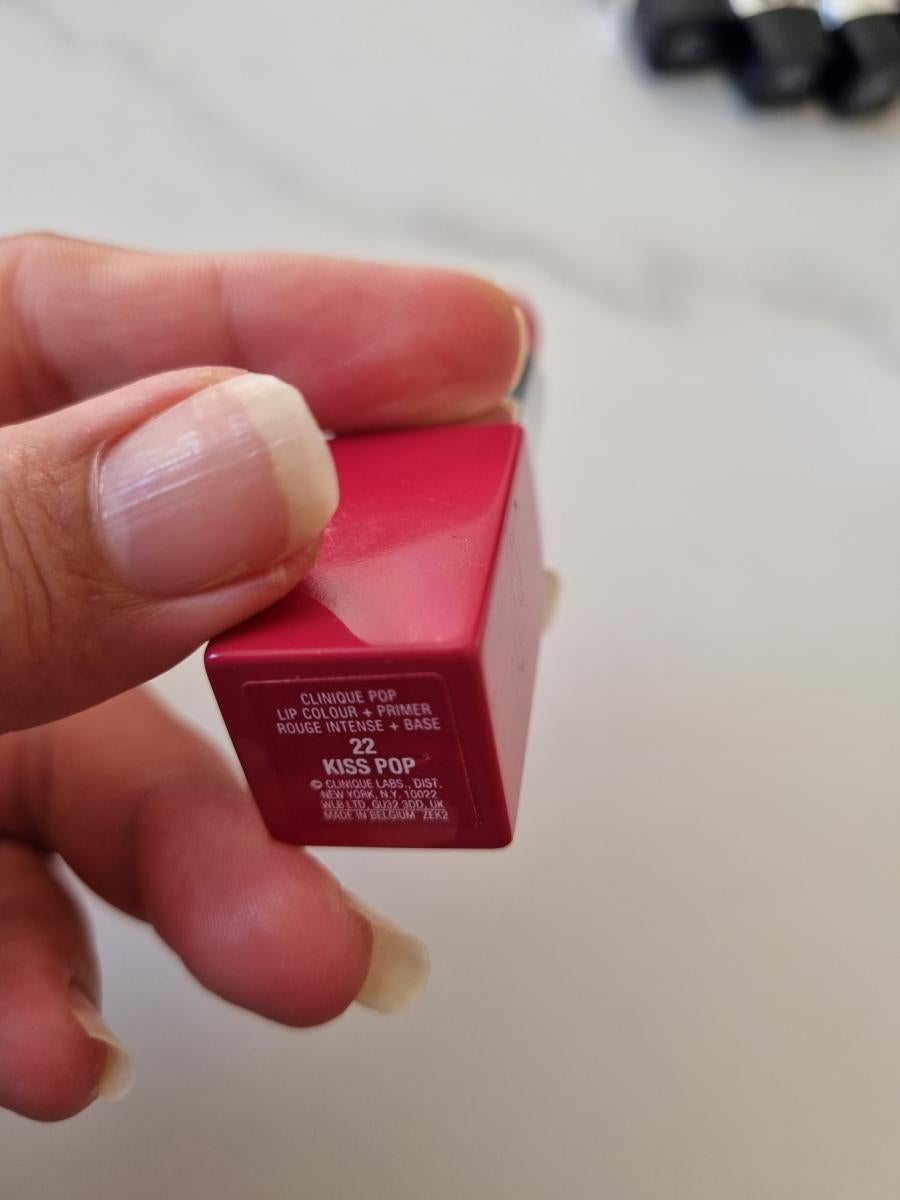 CLINIQUE POP
LIP COLOUR + PRIMER
ROUGE INTENSE + BASE
22
KISS POP
© CLINIQUE LABS., DIST.
NEW YORK, N.Y. 10022
WLB LTD, GU32 3DD, UK
MADE IN BELGIUM ZEK2